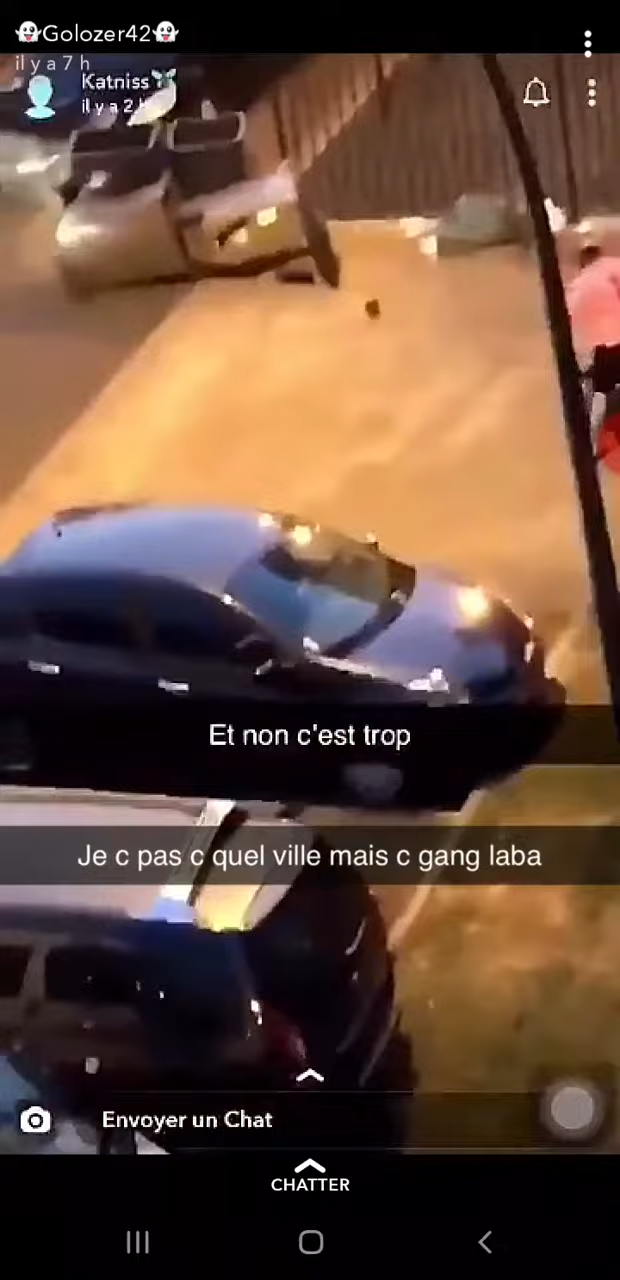 👻Golozer42👻
il y a 7 h
Katniss
il y a 2
Et non c'est trop
Je c pas c quel ville mais c gang laba
Envoyer un Chat
CHATTER